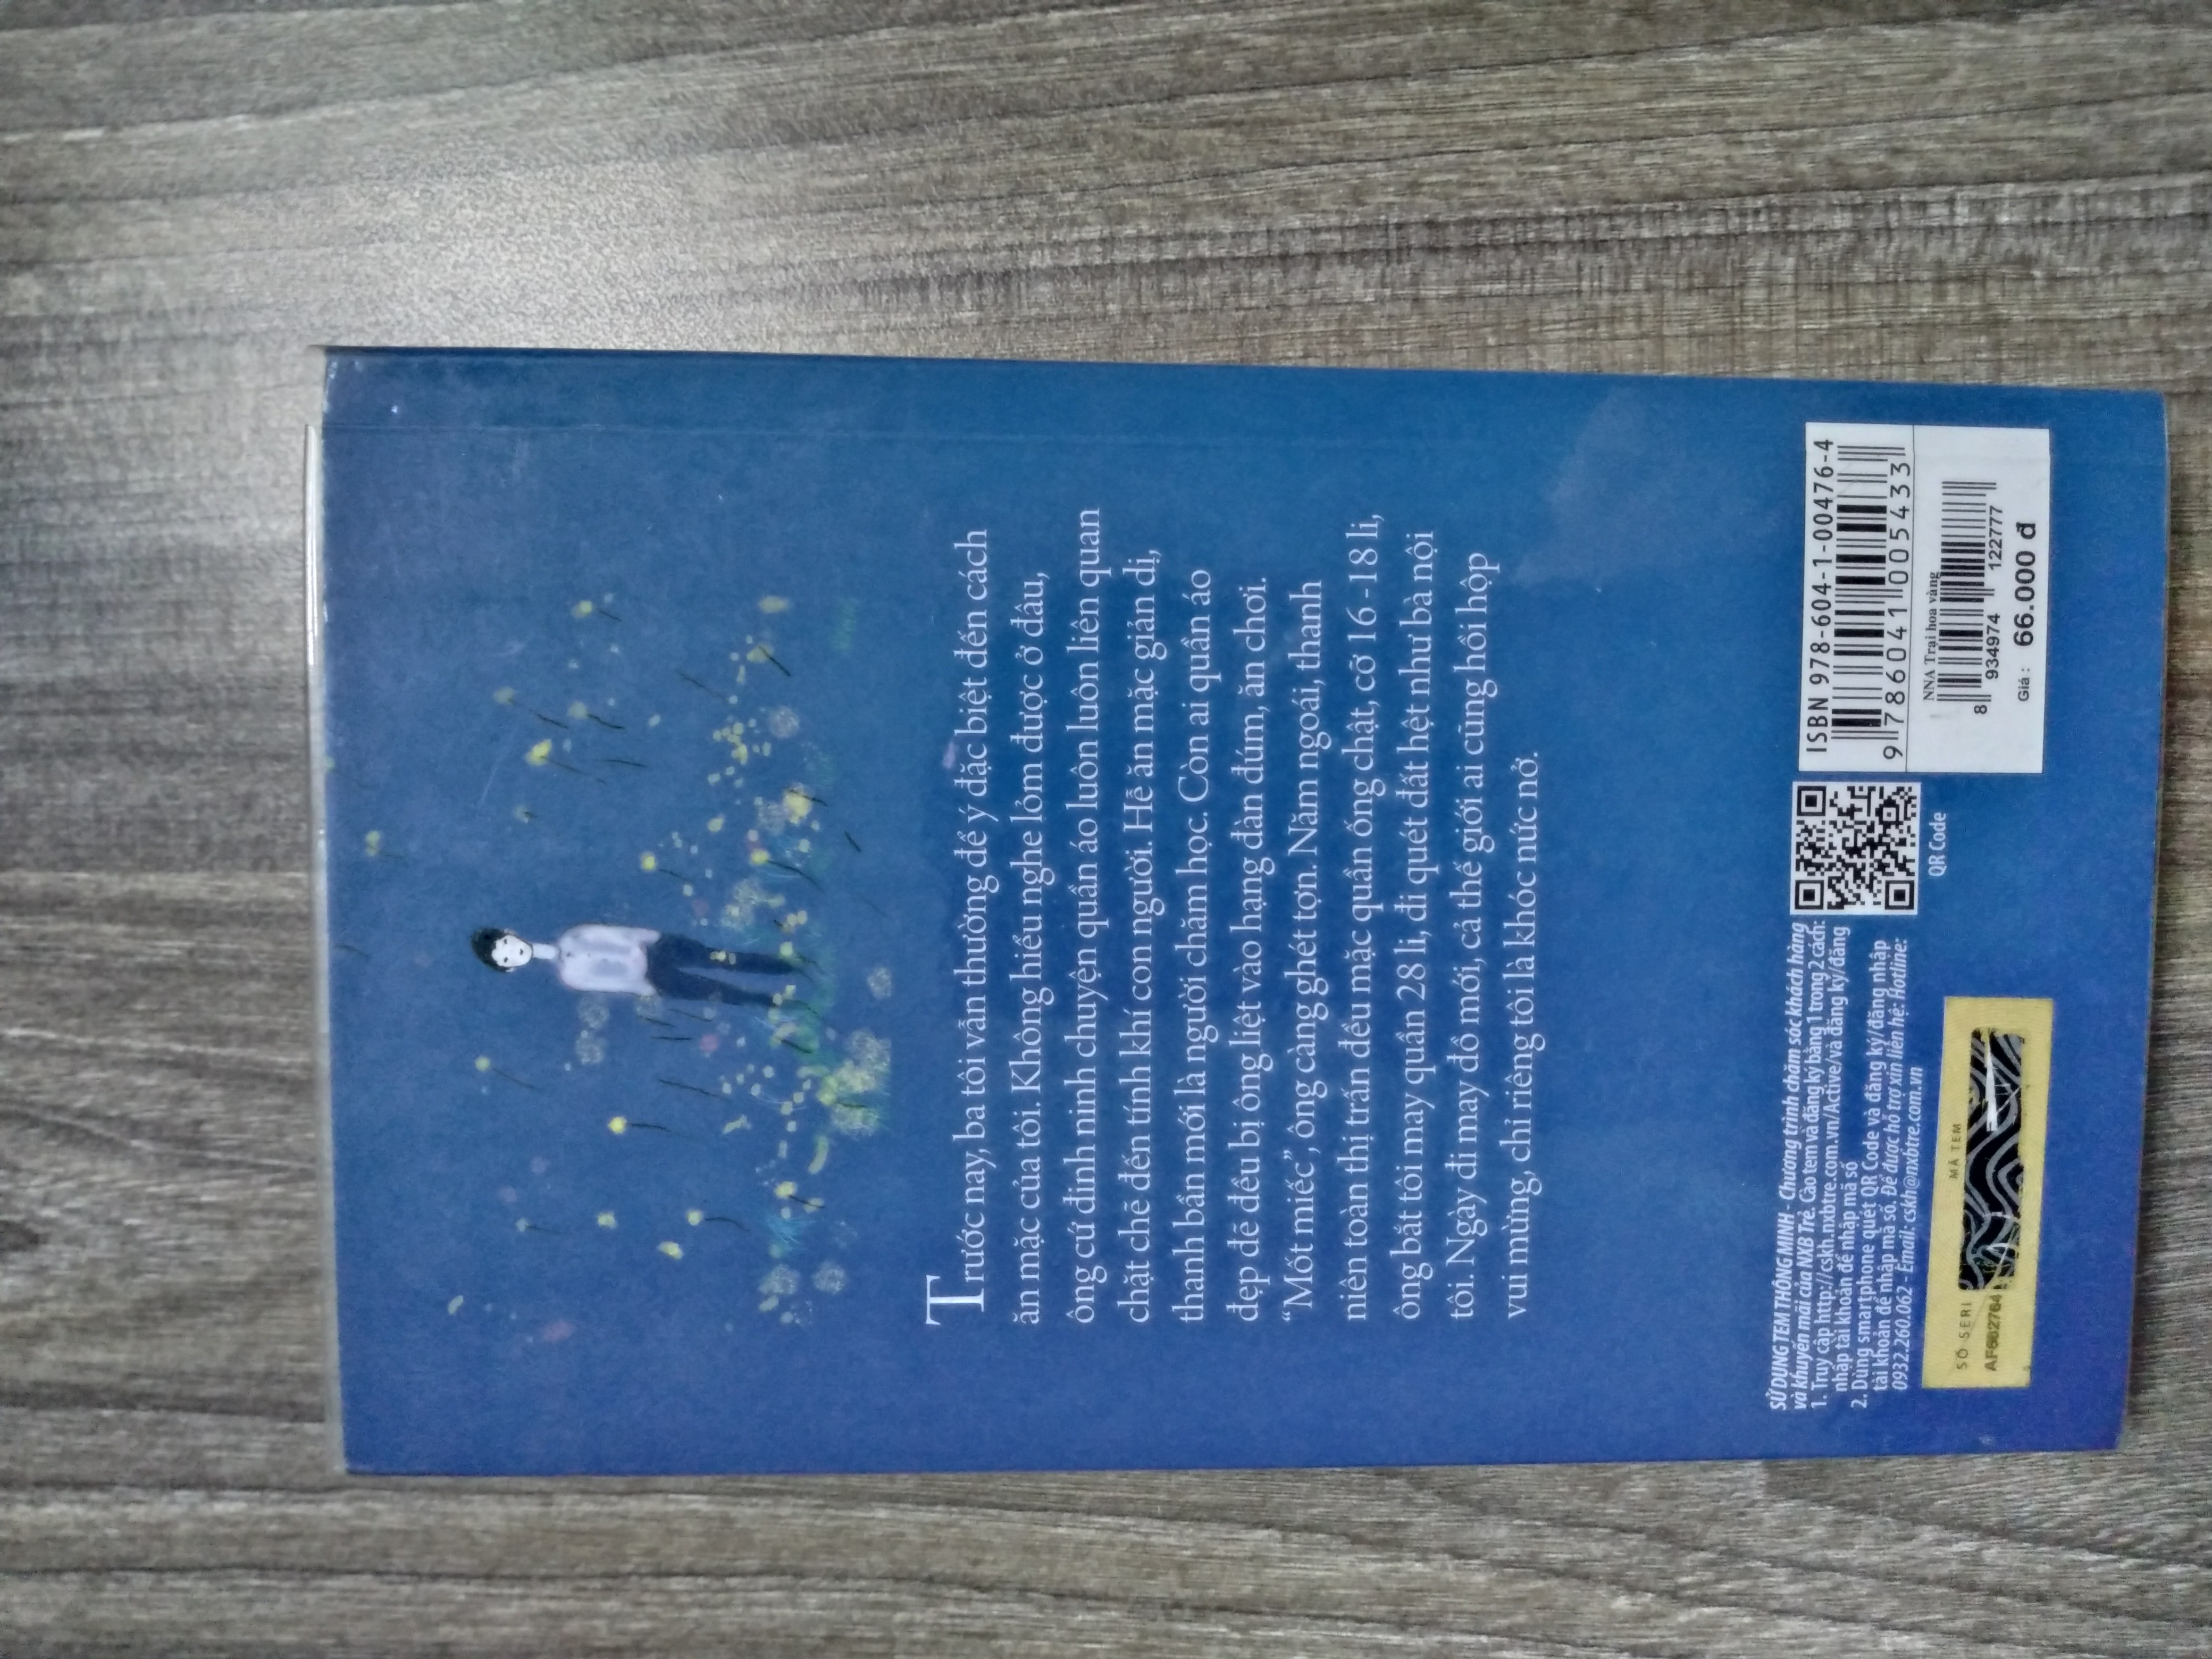 Trước nay, ba tôi vẫn thường để ý đặc biệt đến cách
ăn mặc của tôi. Không hiểu nghe lỏm được ở đâu,
ông cứ đinh ninh chuyện quần áo luôn luôn liên quan
chặt chẽ đến tính khí con người. Hễ ăn mặc giản dị,
thanh bần mới là người chăm học. Còn ai quần áo
đẹp đẽ đều bị ông liệt vào hạng đàn đúm, ăn chơi.
“Mốt miếc”, ông càng ghét tợn. Năm ngoái, thanh
niên toàn thị trấn đều mặc quần ống chật, cỡ 16 -18 li,
ông bắt tôi may quần 28 li, đi quét đất hệt như bà nội
tôi. Ngày đi may đồ mới, cả thế giới ai cũng hồi hộp
vui mừng, chỉ riêng tôi là khóc nức nở.
SỬ DỤNG TEM THÔNG MINH - Chương trình chăm sóc khách hàng
và khuyến mãi của NXB Trẻ. Cào tem và đăng ký bằng 1 trong 2 cách:
1. Truy cập http://cskh.nxbtre.com.vn/Active/và đăng ký/đăng
nhập tài khoản để nhập mã số
2. Dùng smartphone quét QR Code và đăng ký/đăng nhập
tài khoản để nhập mã số. Để được hỗ trợ xin liên hệ: Hotline:
0932.260.062 - Email: cskh@nxbtre.com.vn
QR Code
ISBN 978-604-1-00476-4
9 786041 005433
NNA Trại hoa vàng
8 934974 122777
Giá : 66.000 đ
MÃ TEM
SỐ SERI
AF662764